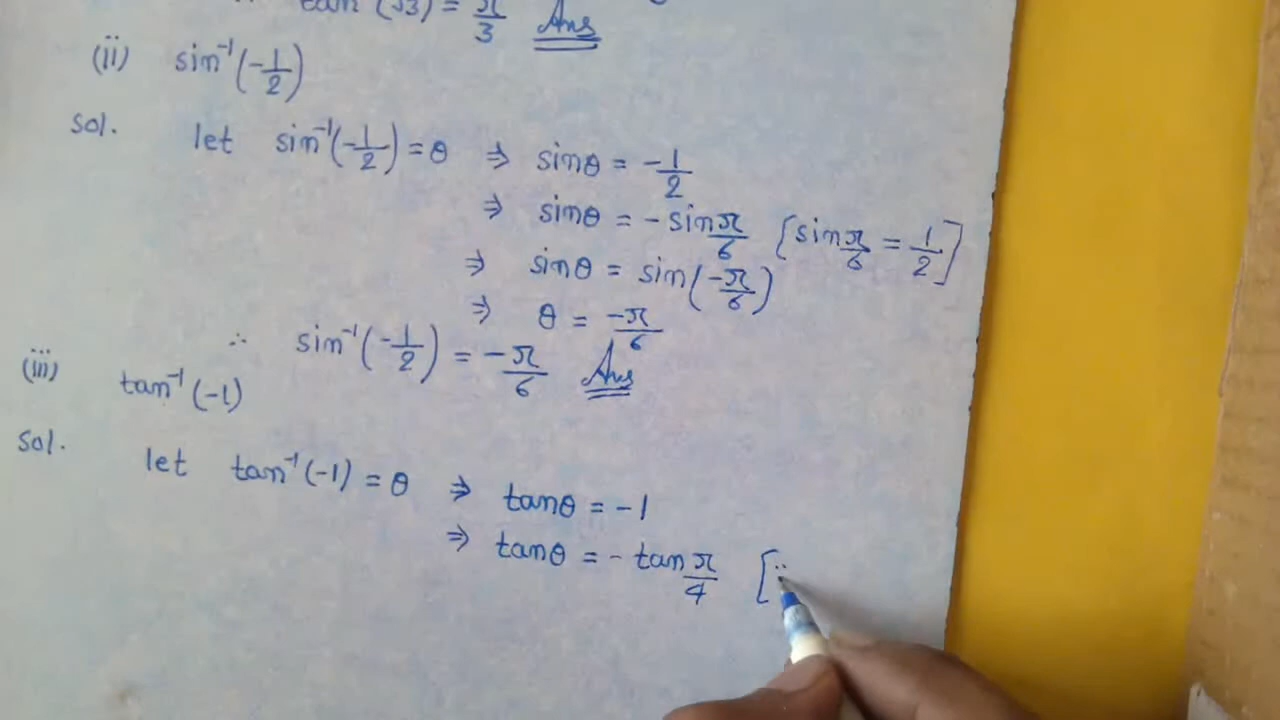 tan⁻¹(√3) = π/3 Ans
(ii) sin⁻¹(-1/2)
Sol. let sin⁻¹(-1/2) = θ ⇒ sinθ = -1/2
⇒ sinθ = -sin π/6 [sin π/6 = 1/2]
⇒ sinθ = sin(-π/6)
⇒ θ = -π/6
∴ sin⁻¹(-1/2) = -π/6 Ans
(iii) tan⁻¹(-1)
Sol. let tan⁻¹(-1) = θ ⇒ tanθ = -1
⇒ tanθ = -tan π/4 [∵